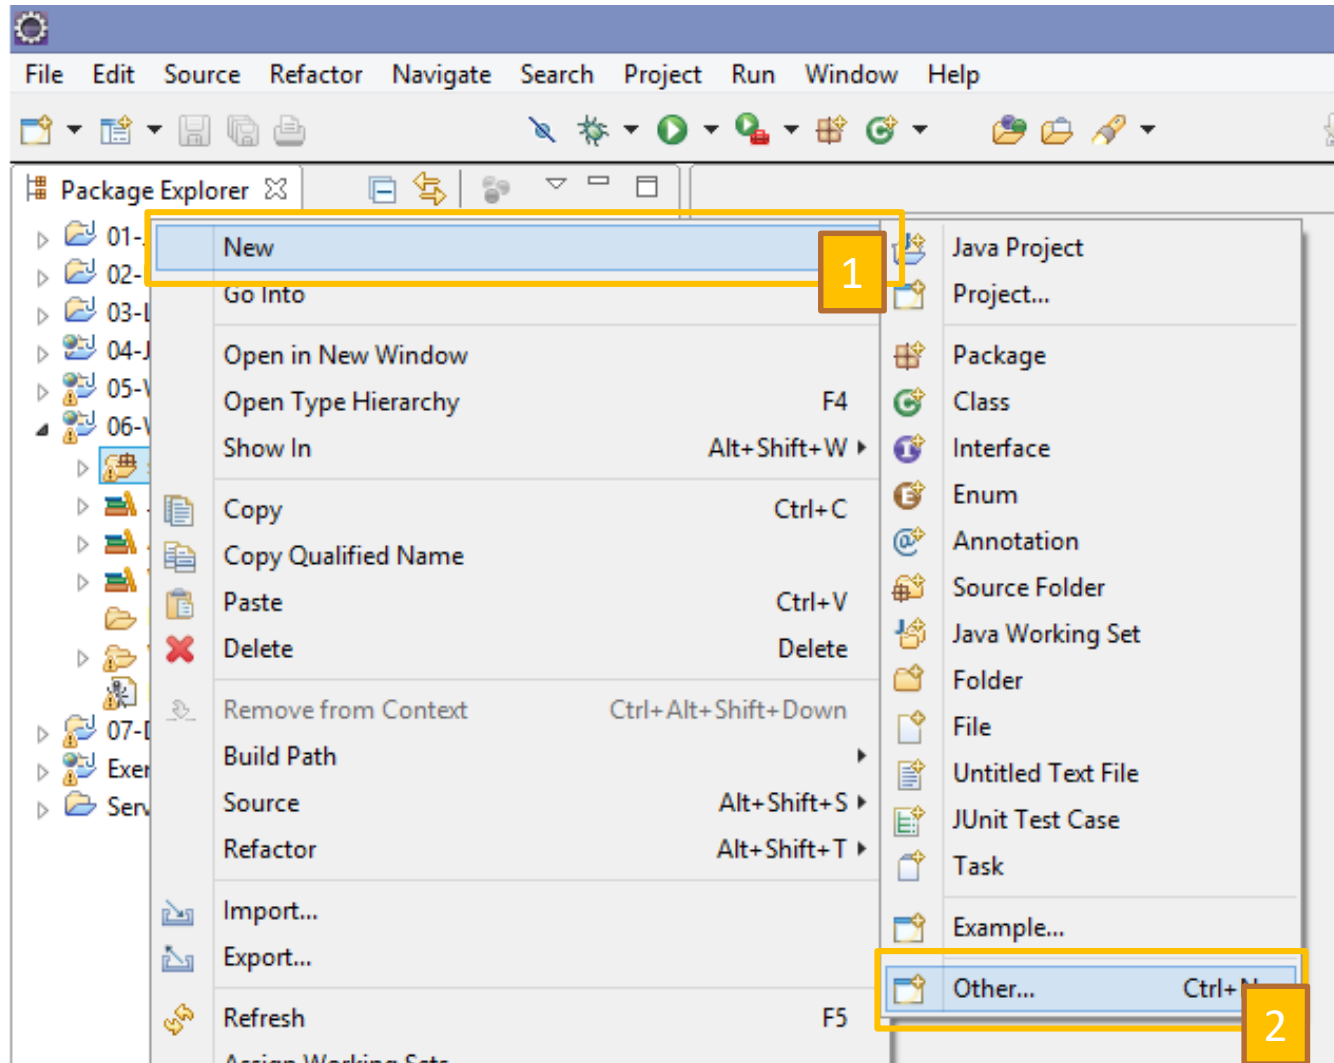 File Edit Source Refactor Navigate Search Project Run Window Help
Package Explorer
01-
02-
03-L
04-J
05-
06-
07-
Exer
Serv
New
1
Go Into
Open in New Window
Open Type Hierarchy F4
Show In Alt+Shift+W
Copy Ctrl+C
Copy Qualified Name
Paste Ctrl+V
Delete Delete
Remove from Context Ctrl+Alt+Shift+Down
Build Path
Source Alt+Shift+S
Refactor Alt+Shift+T
Import...
Export...
Refresh F5
Java Project
Project...
Package
Class
Interface
Enum
Annotation
Source Folder
Java Working Set
Folder
File
Untitled Text File
JUnit Test Case
Task
Example...
Other... Ctrl+N
2